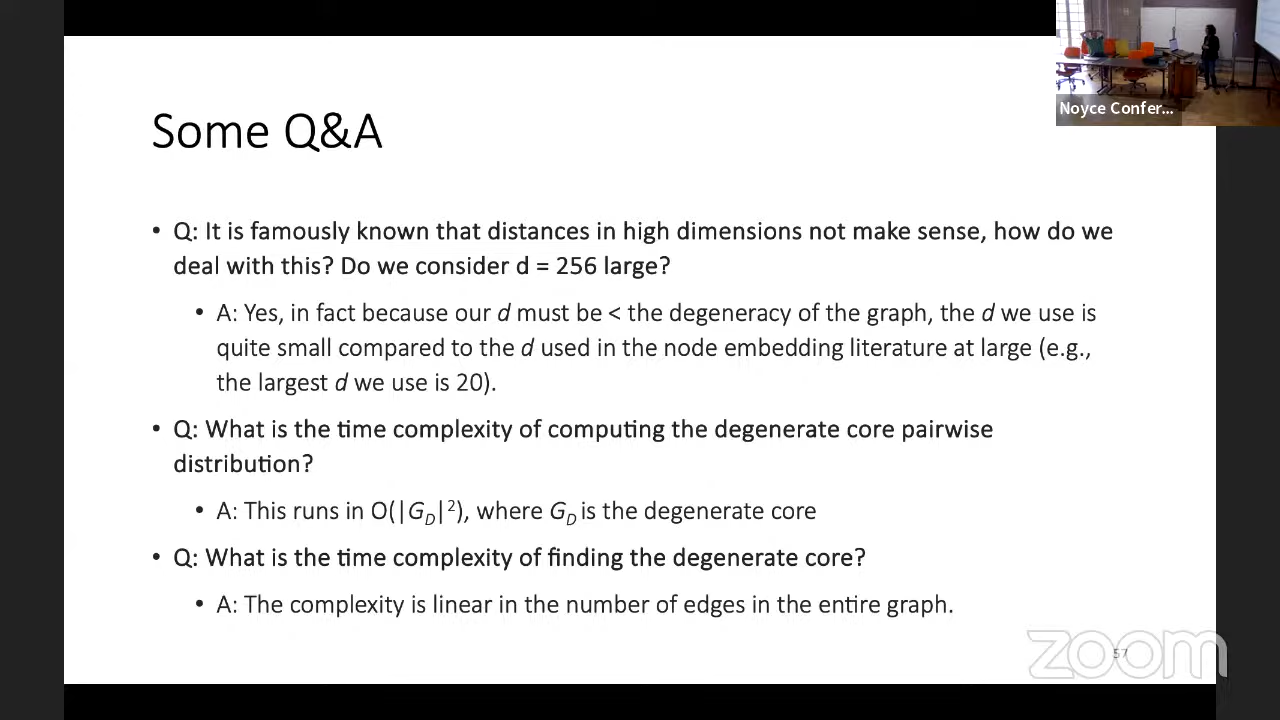 Noyce Confer...
Some Q&A
• Q: It is famously known that distances in high dimensions not make sense, how do we
deal with this? Do we consider d = 256 large?
• A: Yes, in fact because our d must be < the degeneracy of the graph, the d we use is
quite small compared to the d used in the node embedding literature at large (e.g.,
the largest d we use is 20).
• Q: What is the time complexity of computing the degenerate core pairwise
distribution?
• A: This runs in O(|G_D|²), where G_D is the degenerate core
• Q: What is the time complexity of finding the degenerate core?
• A: The complexity is linear in the number of edges in the entire graph.
57
zoom